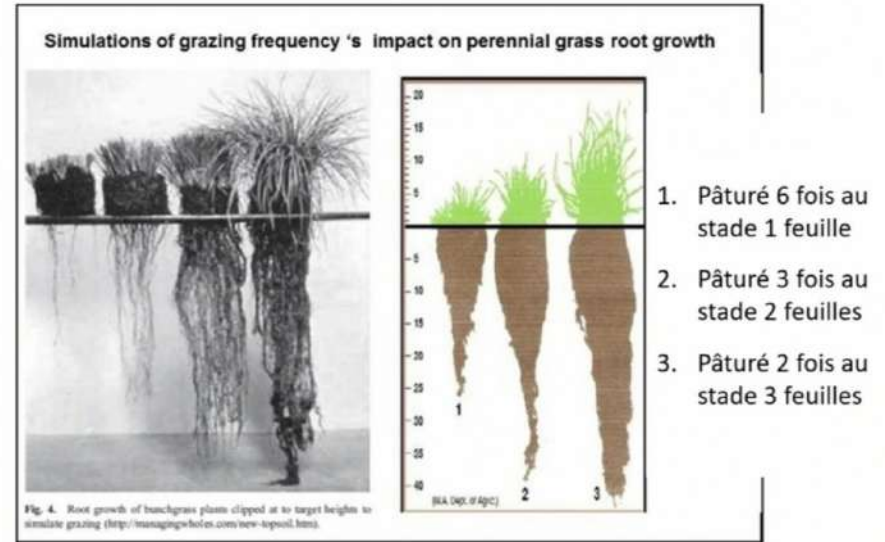 Simulations of grazing frequency 's impact on perennial grass root growth
20
15
10
5
5
10
15
20
25
30
35
40
1
2
3
Fig. 4. Root growth of bunchgrass plants clipped at to target heights to
simulate grazing (http://managingwholes.com/new-topsoil.htm).
1. Pâturé 6 fois au
stade 1 feuille
2. Pâturé 3 fois au
stade 2 feuilles
3. Pâturé 2 fois au
stade 3 feuilles